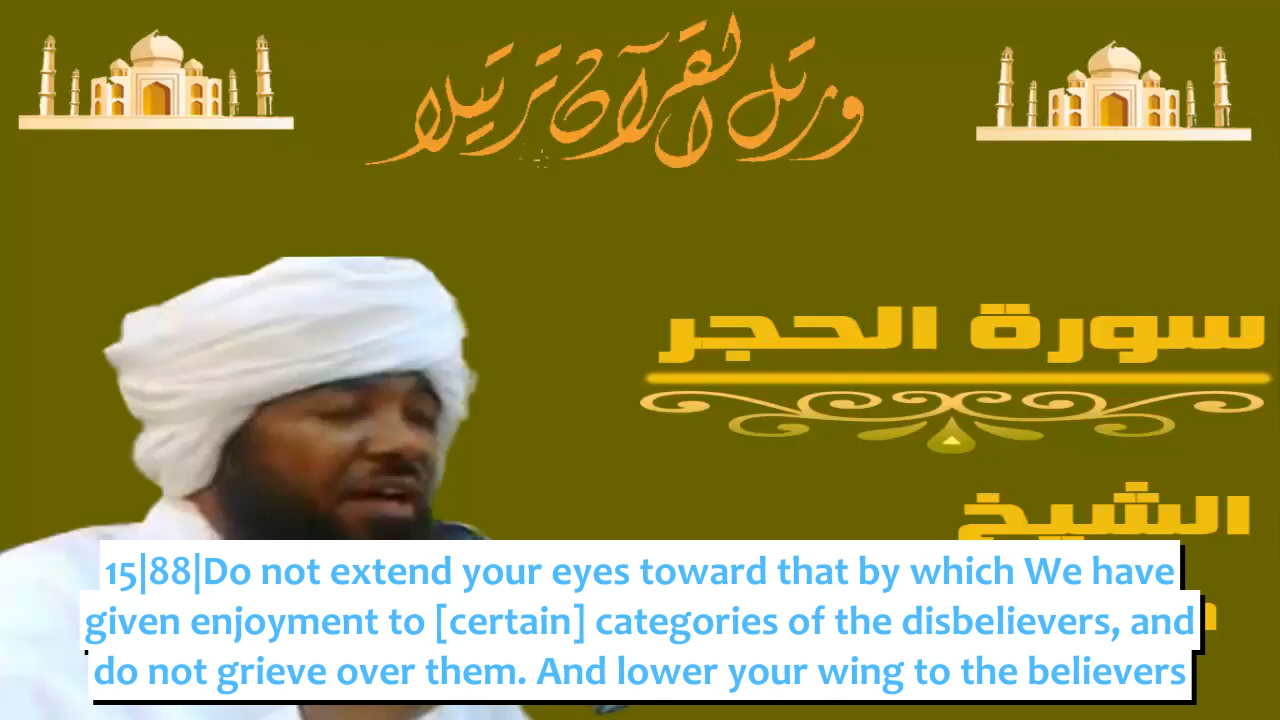 ورتل القرآن ترتيلا
سورة الحجر
الشيخ
15|88|Do not extend your eyes toward that by which We have
given enjoyment to [certain] categories of the disbelievers, and
do not grieve over them. And lower your wing to the believers